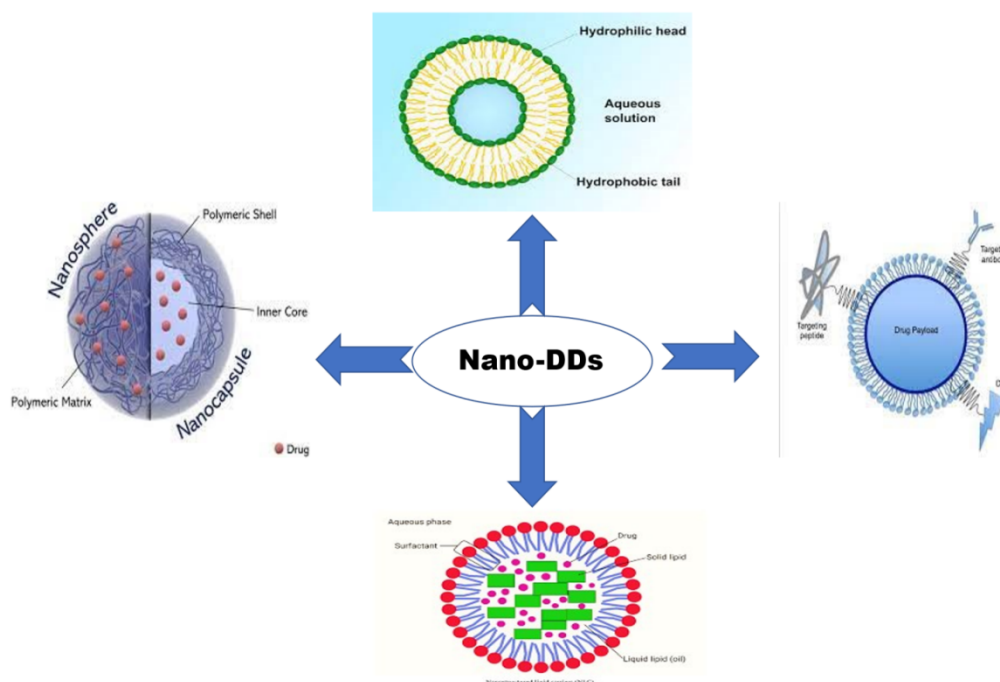 Hydrophilic head
Aqueous
solution
Hydrophobic tail
Nanosphere
Polymeric Shell
Inner Core
Polymeric Matrix
Nanocapsule
Drug
Nano-DDs
Targeting
peptide
Drug Payload
Aqueous phase
Surfactant
Drug
Solid lipid
Liquid lipid (oil)